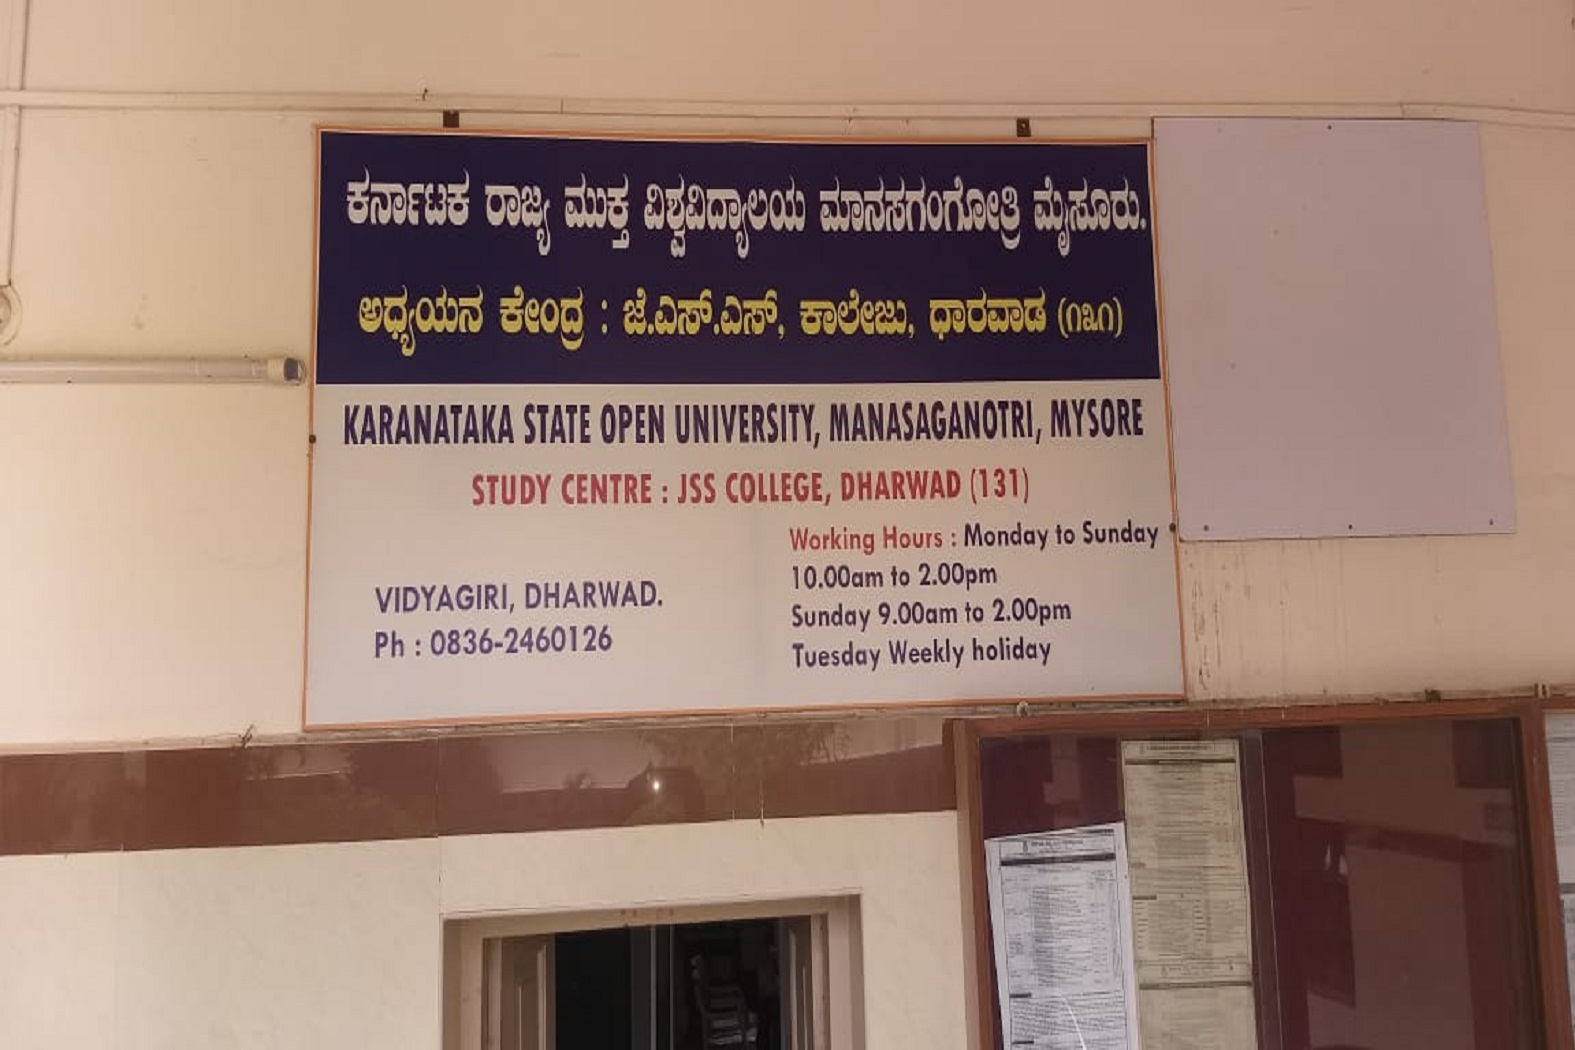 ಕರ್ನಾಟಕ ರಾಜ್ಯ ಮುಕ್ತ ವಿಶ್ವವಿದ್ಯಾಲಯ ಮಾನಸಗಂಗೋತ್ರಿ ಮೈಸೂರು.
ಅಧ್ಯಯನ ಕೇಂದ್ರ : ಜೆ.ಎಸ್.ಎಸ್, ಕಾಲೇಜು, ಧಾರವಾಡ (೧೩೧)
KARANATAKA STATE OPEN UNIVERSITY, MANASAGANOTRI, MYSORE
STUDY CENTRE : JSS COLLEGE, DHARWAD (131)
VIDYAGIRI, DHARWAD.
Ph : 0836-2460126
Working Hours : Monday to Sunday
10.00am to 2.00pm
Sunday 9.00am to 2.00pm
Tuesday Weekly holiday